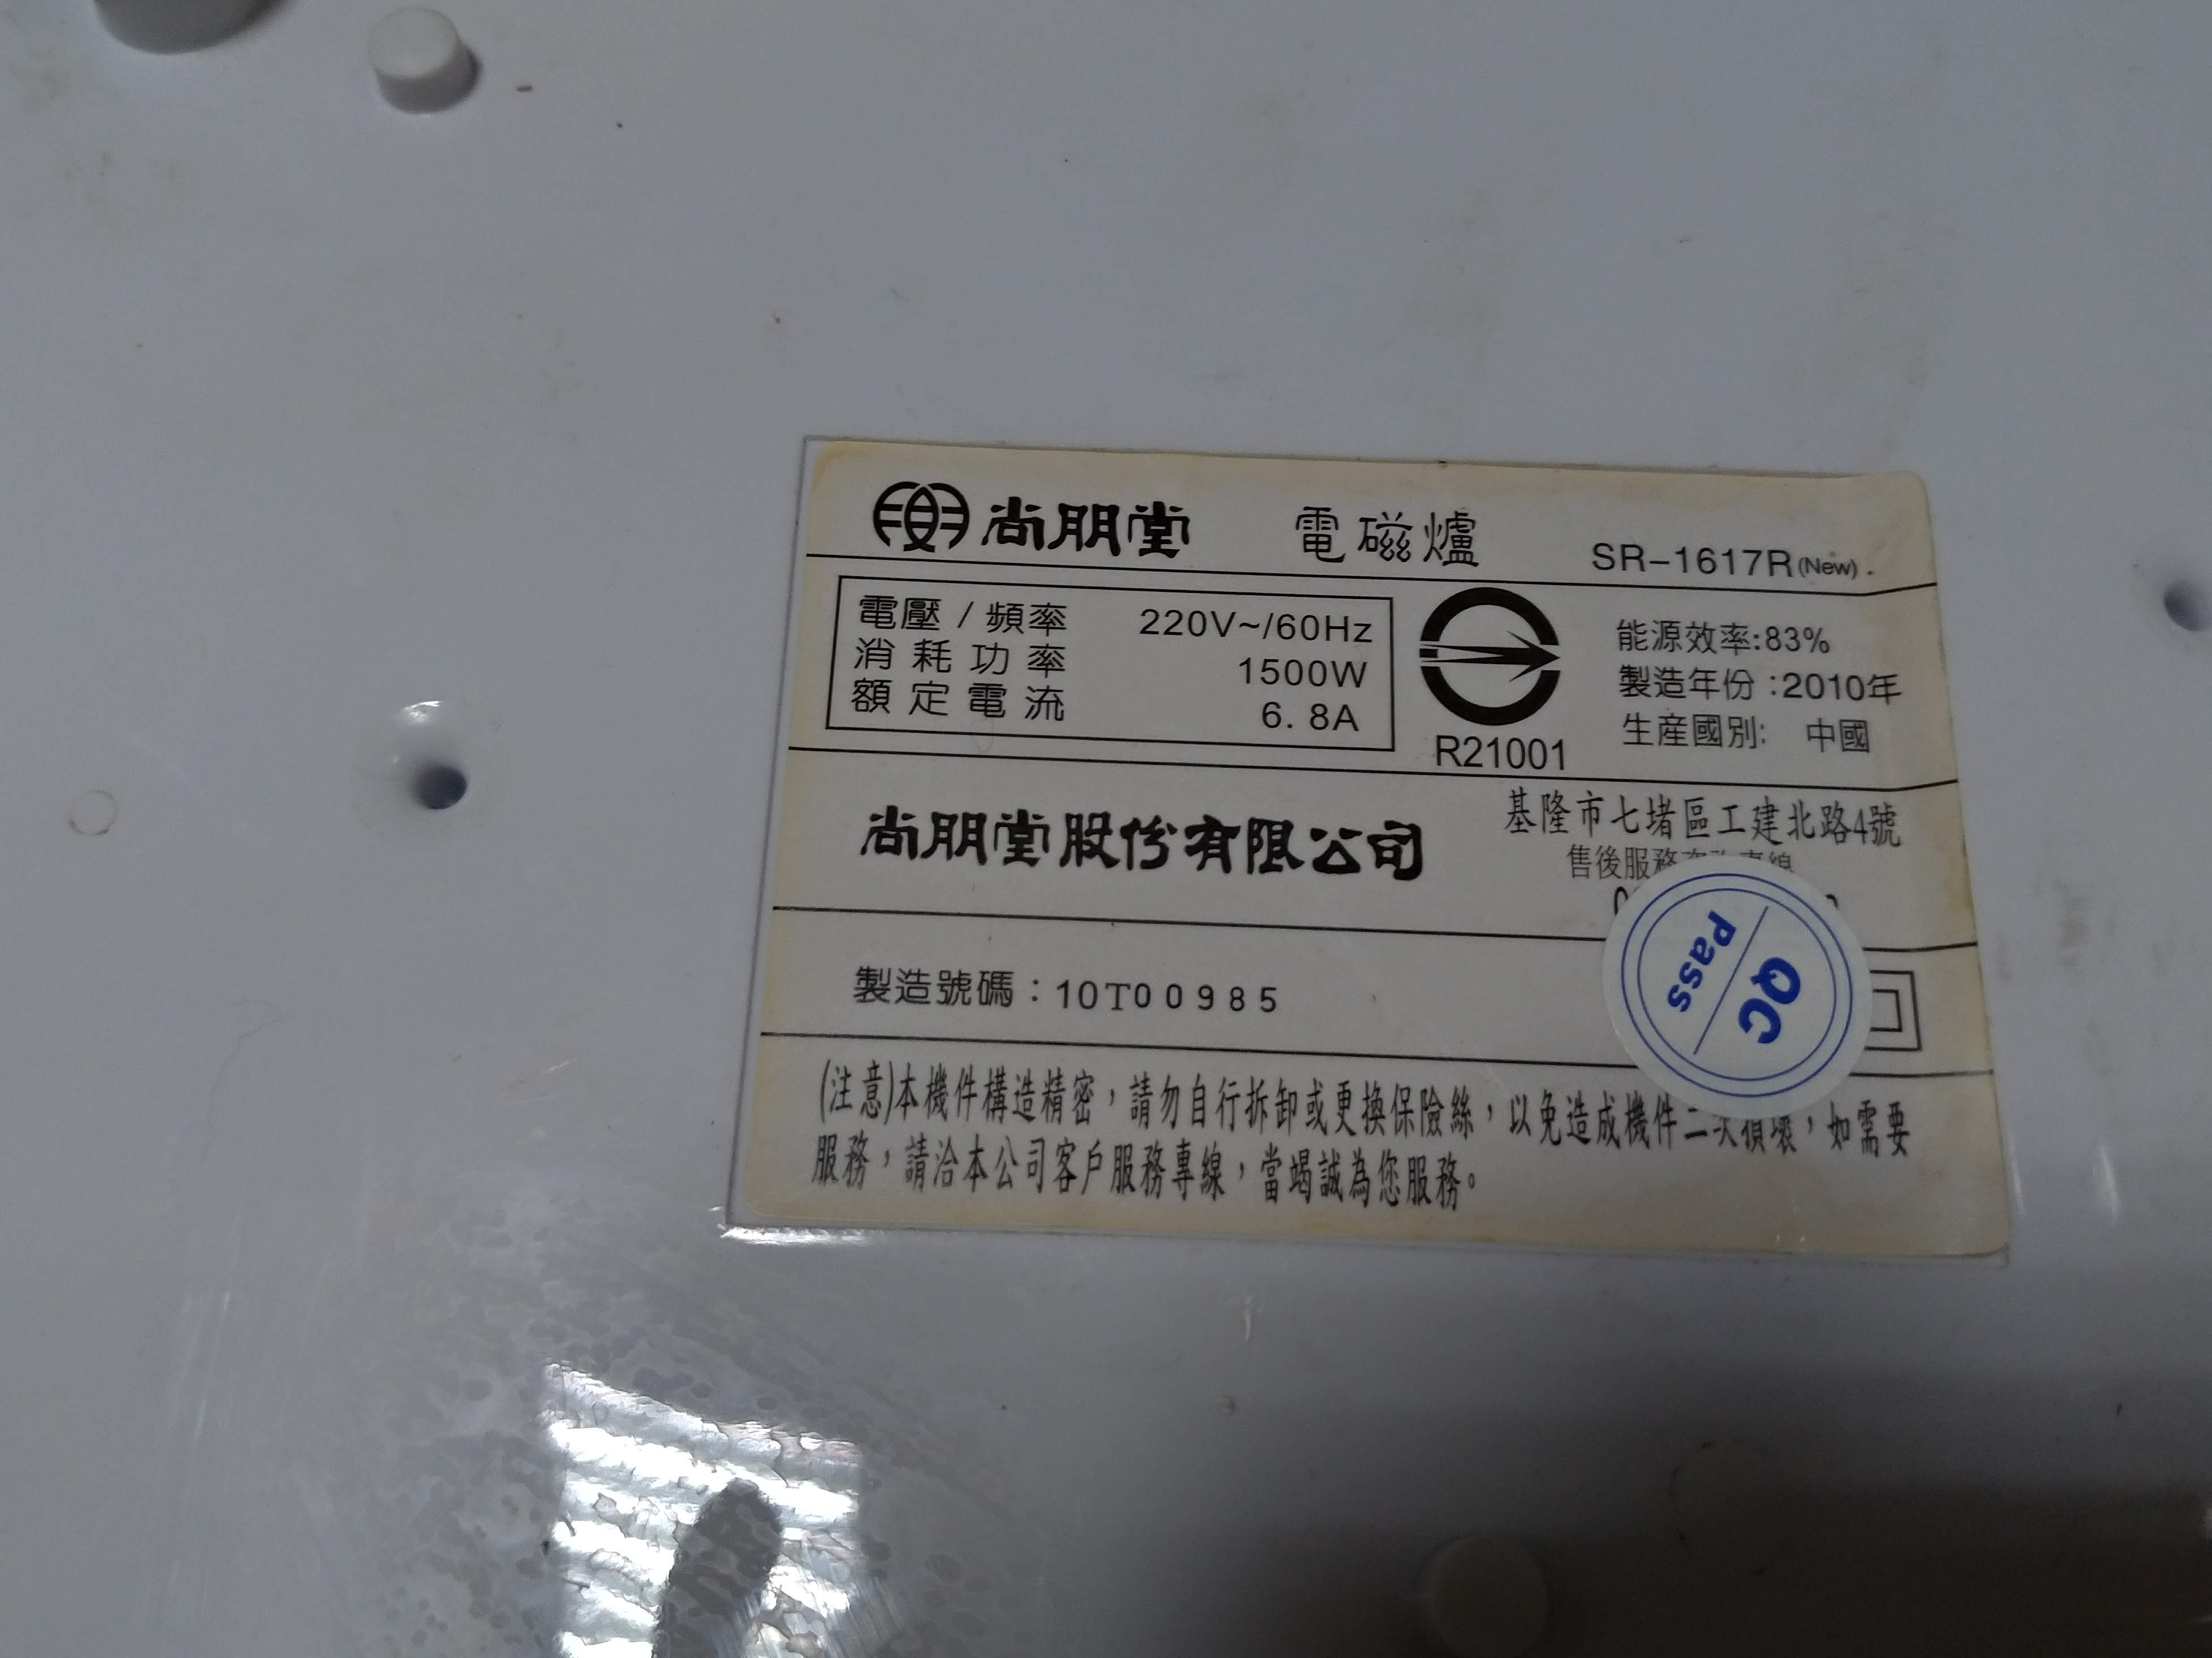 尚朋堂 電磁爐 SR-1617R(New)
電壓/頻率 220V~/60Hz
消耗功率 1500W
額定電流 6.8A
R21001
能源效率:83%
製造年份:2010年
生産國別: 中國
尚朋堂股份有限公司
基隆市七堵區工建北路4號
售後服務
QC
Pass
製造號碼:10T00985
(注意)本機件構造精密，請勿自行拆卸或更換保險絲，以免造成機件二次損壞，如需要
服務，請洽本公司客戶服務專線，當竭誠為您服務。